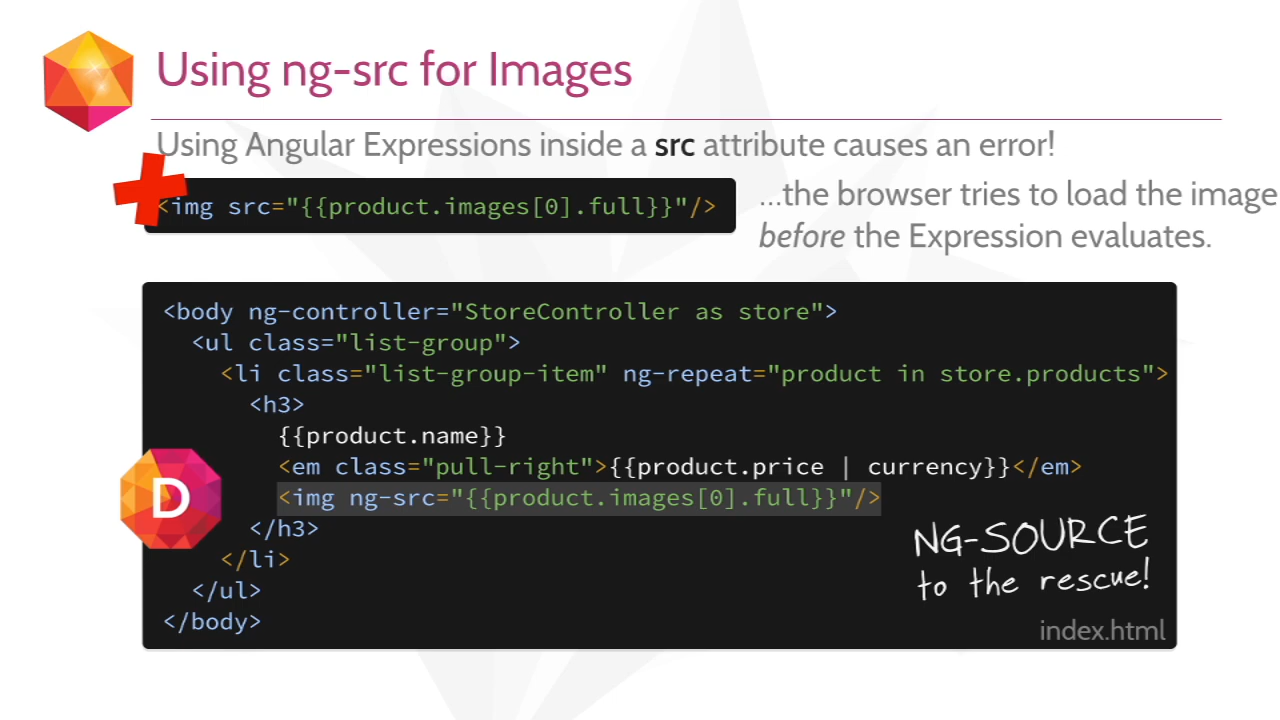 Using ng-src for Images
Using Angular Expressions inside a src attribute causes an error!
<img src="{{product.images[0].full}}"/>
...the browser tries to load the image
before the Expression evaluates.
<body ng-controller="StoreController as store">
<ul class="list-group">
<li class="list-group-item" ng-repeat="product in store.products">
<h3>
{{product.name}}
<em class="pull-right">{{product.price | currency}}</em>
<img ng-src="{{product.images[0].full}}"/>
</h3>
</li>
</ul>
</body>
D
NG-SOURCE
to the rescue!
index.html